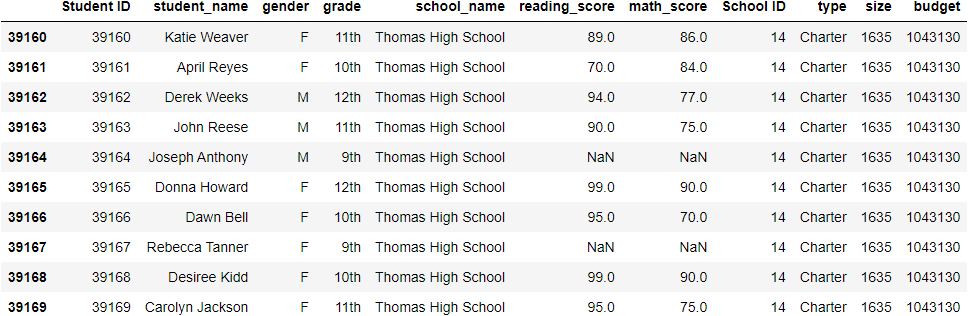 Student ID student_name gender grade school_name reading_score math_score School ID type size budget
39160 39160 Katie Weaver F 11th Thomas High School 89.0 86.0 14 Charter 1635 1043130
39161 39161 April Reyes F 10th Thomas High School 70.0 84.0 14 Charter 1635 1043130
39162 39162 Derek Weeks M 12th Thomas High School 94.0 77.0 14 Charter 1635 1043130
39163 39163 John Reese M 11th Thomas High School 90.0 75.0 14 Charter 1635 1043130
39164 39164 Joseph Anthony M 9th Thomas High School NaN NaN 14 Charter 1635 1043130
39165 39165 Donna Howard F 12th Thomas High School 99.0 90.0 14 Charter 1635 1043130
39166 39166 Dawn Bell F 10th Thomas High School 95.0 70.0 14 Charter 1635 1043130
39167 39167 Rebecca Tanner F 9th Thomas High School NaN NaN 14 Charter 1635 1043130
39168 39168 Desiree Kidd F 10th Thomas High School 99.0 90.0 14 Charter 1635 1043130
39169 39169 Carolyn Jackson F 11th Thomas High School 95.0 75.0 14 Charter 1635 1043130